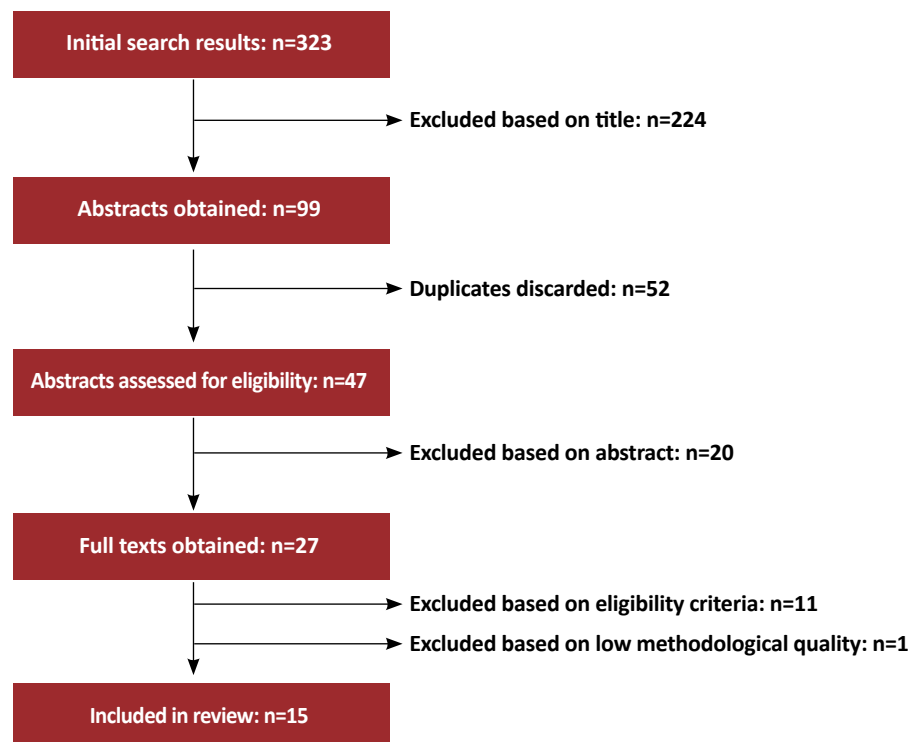 Initial search results: n=323
Excluded based on title: n=224
Abstracts obtained: n=99
Duplicates discarded: n=52
Abstracts assessed for eligibility: n=47
Excluded based on abstract: n=20
Full texts obtained: n=27
Excluded based on eligibility criteria: n=11
Excluded based on low methodological quality: n=1
Included in review: n=15